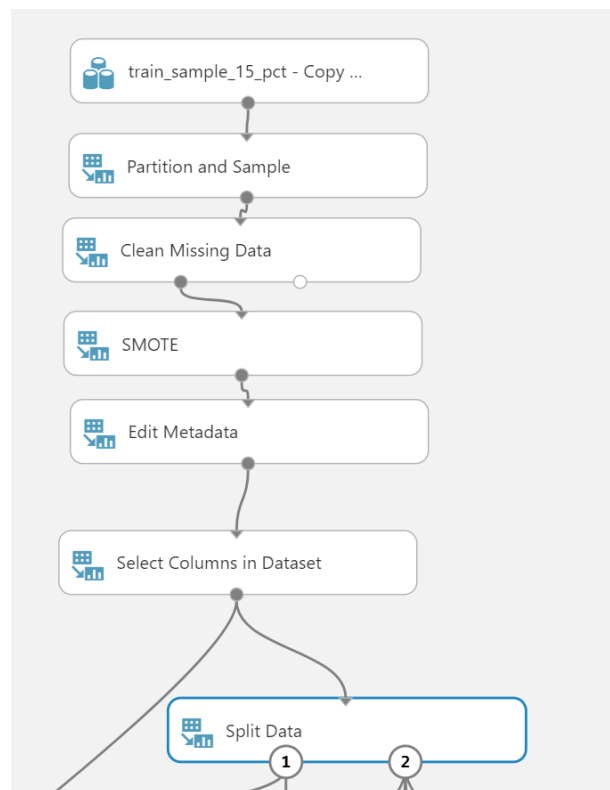 train_sample_15_pct - Copy ...
Partition and Sample
Clean Missing Data
SMOTE
Edit Metadata
Select Columns in Dataset
Split Data
1 2